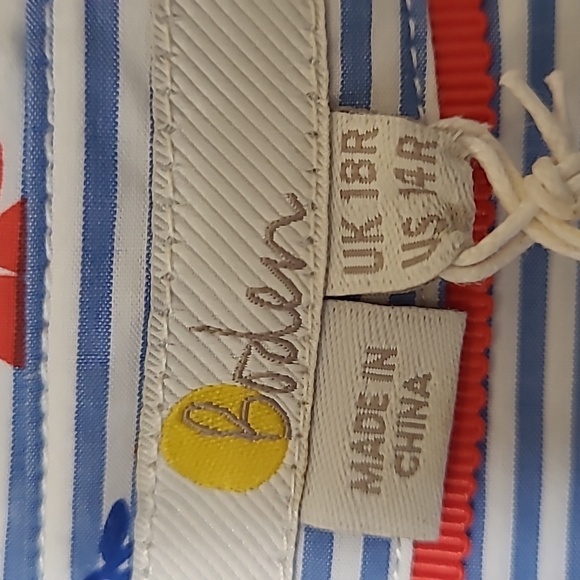 Boden
UK 18R
US 14R
MADE IN
CHINA